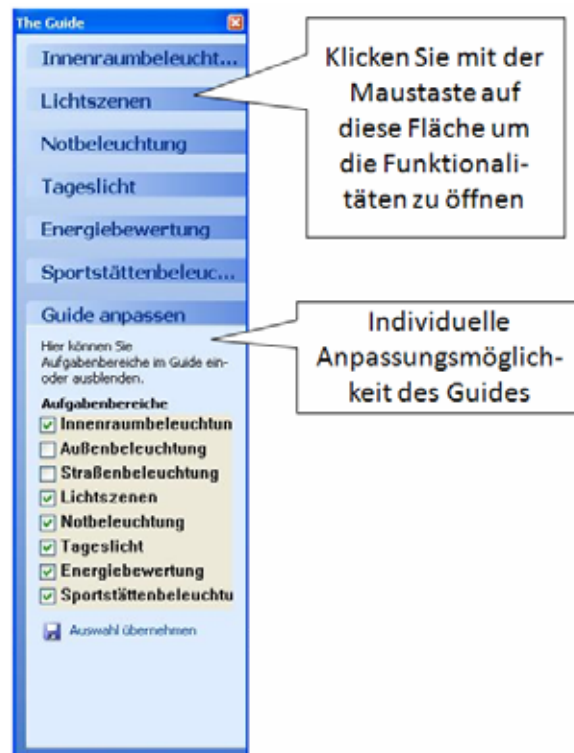 The Guide
Innenraumbeleucht...
Lichtszenen
Notbeleuchtung
Tageslicht
Energiebewertung
Sportstättenbeleuc...
Guide anpassen
Hier können Sie
Aufgabenbereiche im Guide ein-
oder ausblenden.
Aufgabenbereiche
Innenraumbeleuchtun
Außenbeleuchtung
Straßenbeleuchtung
Lichtszenen
Notbeleuchtung
Tageslicht
Energiebewertung
Sportstättenbeleuchtu
Auswahl übernehmen
Klicken Sie mit der
Maustaste auf
diese Fläche um
die Funktionali-
täten zu öffnen
Individuelle
Anpassungsmöglich-
keit des Guides